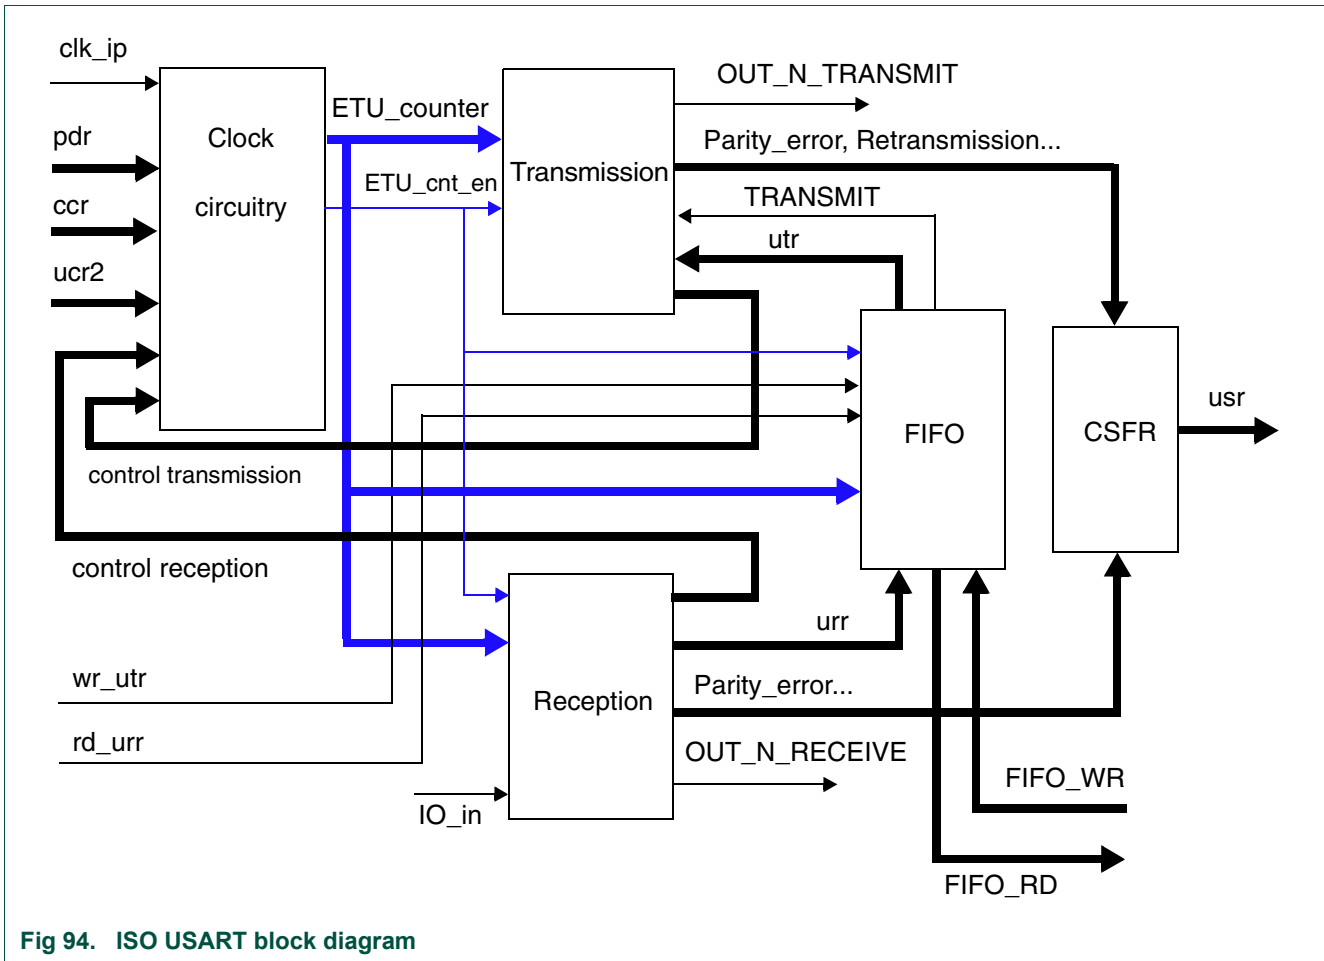 clk_ip
OUT_N_TRANSMIT
ETU_counter
pdr
Clock
Parity_error, Retransmission...
Transmission
ETU_cnt_en
TRANSMIT
ccr
circuitry
utr
ucr2
usr
FIFO
CSFR
control transmission
control reception
urr
wr_utr
Parity_error...
Reception
rd_urr
OUT_N_RECEIVE
FIFO_WR
IO_in
FIFO_RD
Fig 94. ISO USART block diagram